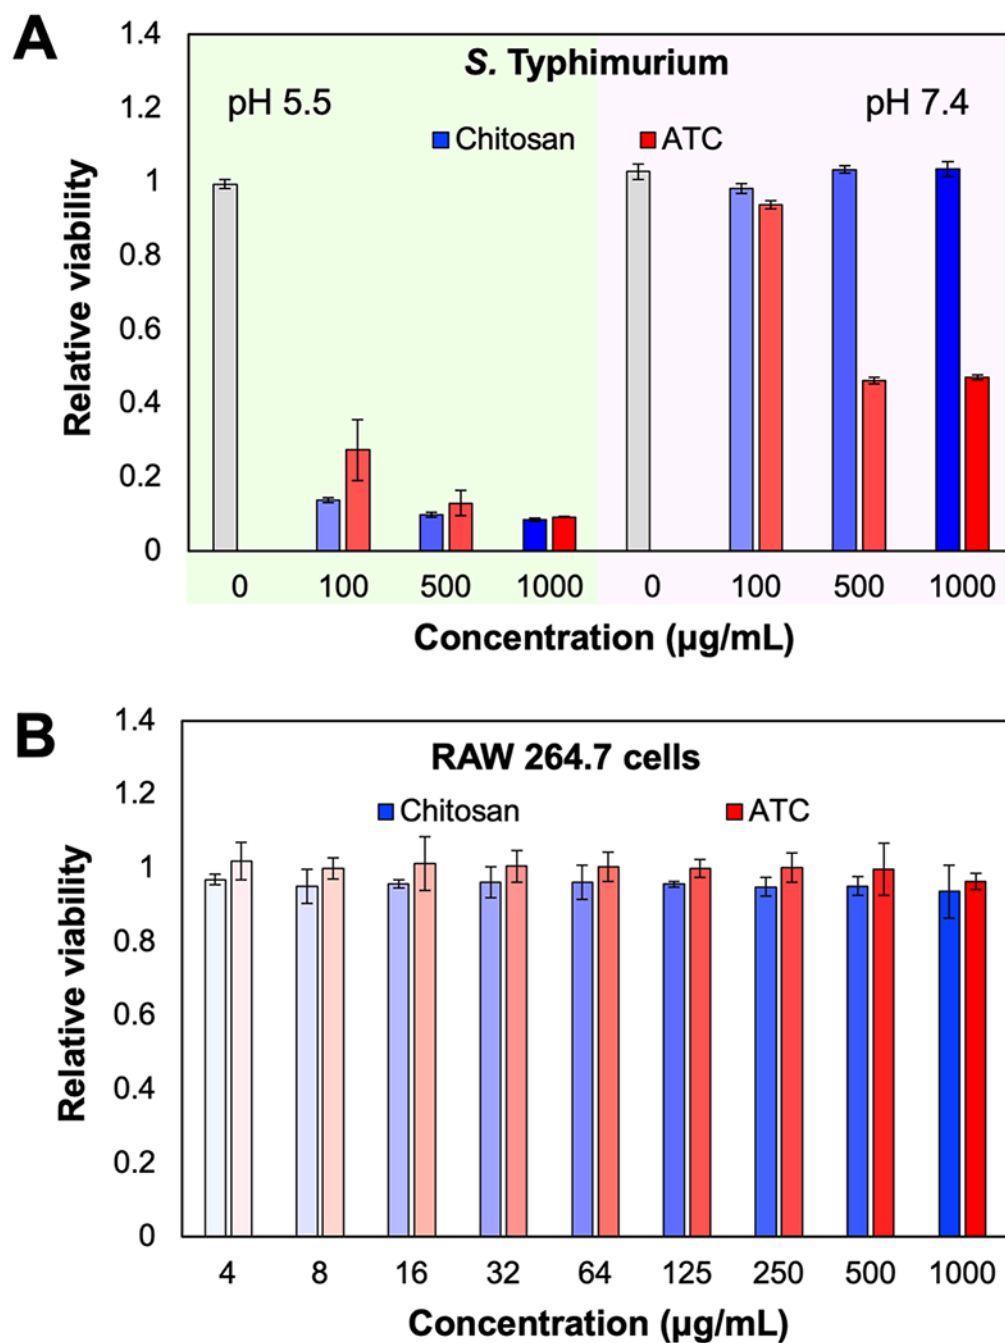 A
S. Typhimurium
pH 5.5
pH 7.4
Chitosan
ATC
Relative viability
1.4
1.2
1
0.8
0.6
0.4
0.2
0
0 100 500 1000 0 100 500 1000
Concentration (µg/mL)
B
RAW 264.7 cells
Chitosan
ATC
Relative viability
1.4
1.2
1
0.8
0.6
0.4
0.2
0
4 8 16 32 64 125 250 500 1000
Concentration (µg/mL)